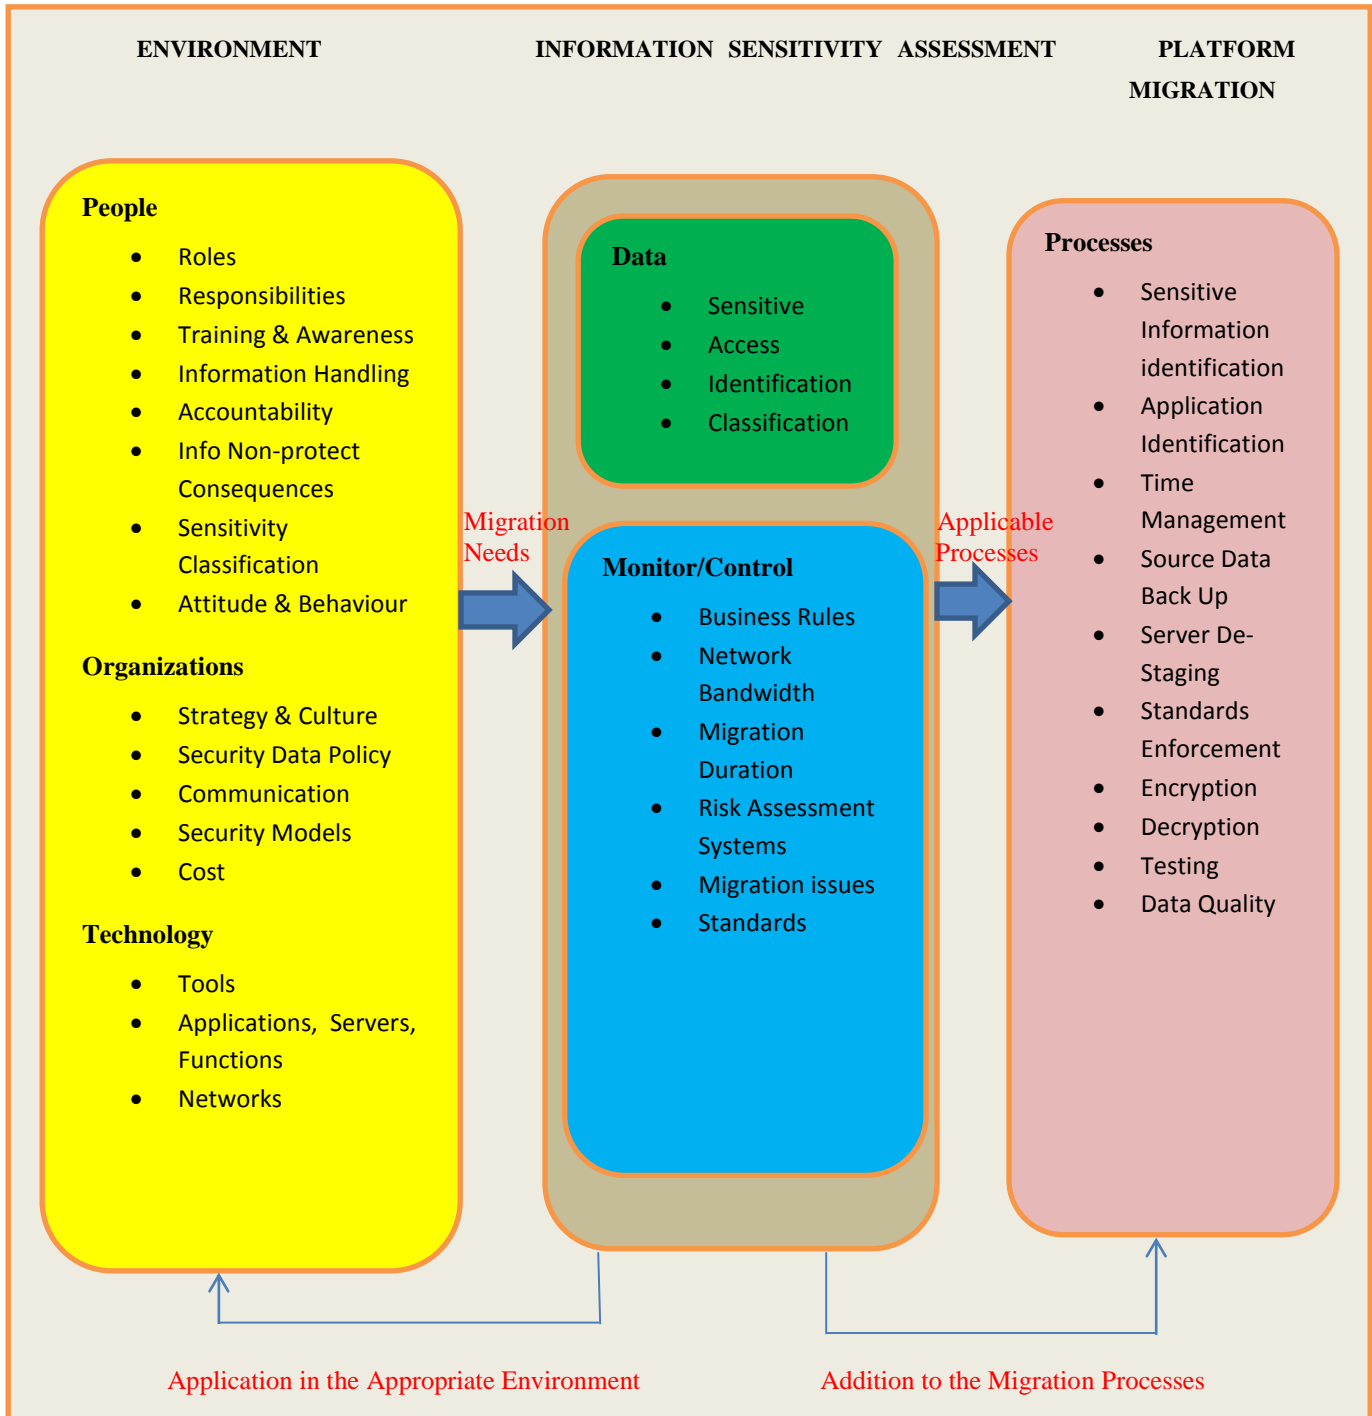 ENVIRONMENT
INFORMATION SENSITIVITY ASSESSMENT
PLATFORM
MIGRATION
People
• Roles
• Responsibilities
• Training & Awareness
• Information Handling
• Accountability
• Info Non-protect
Consequences
• Sensitivity
Classification
• Attitude & Behaviour
Organizations
• Strategy & Culture
• Security Data Policy
• Communication
• Security Models
• Cost
Technology
• Tools
• Applications, Servers,
Functions
• Networks
Migration
Needs
Data
• Sensitive
• Access
• Identification
• Classification
Monitor/Control
• Business Rules
• Network
Bandwidth
• Migration
Duration
• Risk Assessment
Systems
• Migration issues
• Standards
Applicable
Processes
Processes
• Sensitive
Information
identification
• Application
Identification
• Time
Management
• Source Data
Back Up
• Server De-
Staging
• Standards
Enforcement
• Encryption
• Decryption
• Testing
• Data Quality
Application in the Appropriate Environment
Addition to the Migration Processes